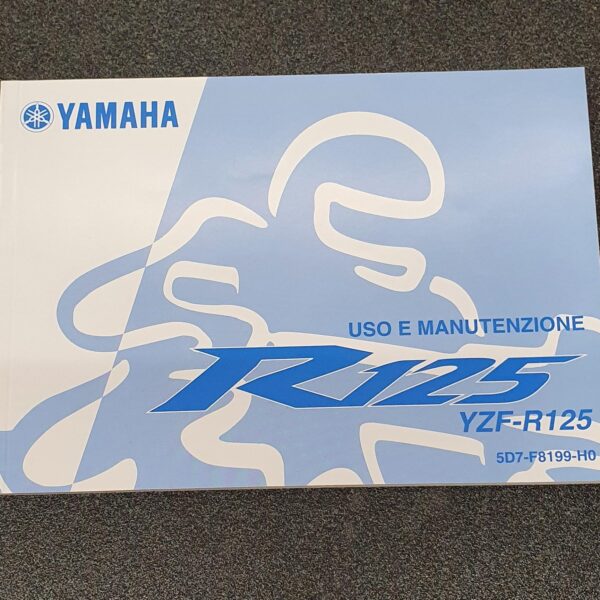 YAMAHA
USO E MANUTENZIONE
R125
YZF-R125
5D7-F8199-H0